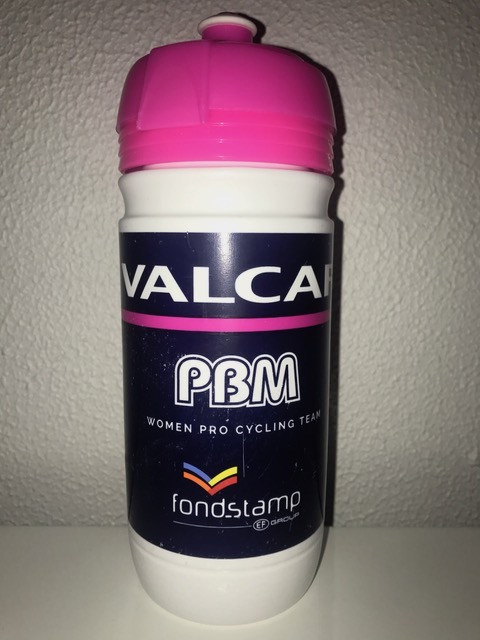 VALCAR
PBM
WOMEN PRO CYCLING TEAM
fondstamp
EF GROUP